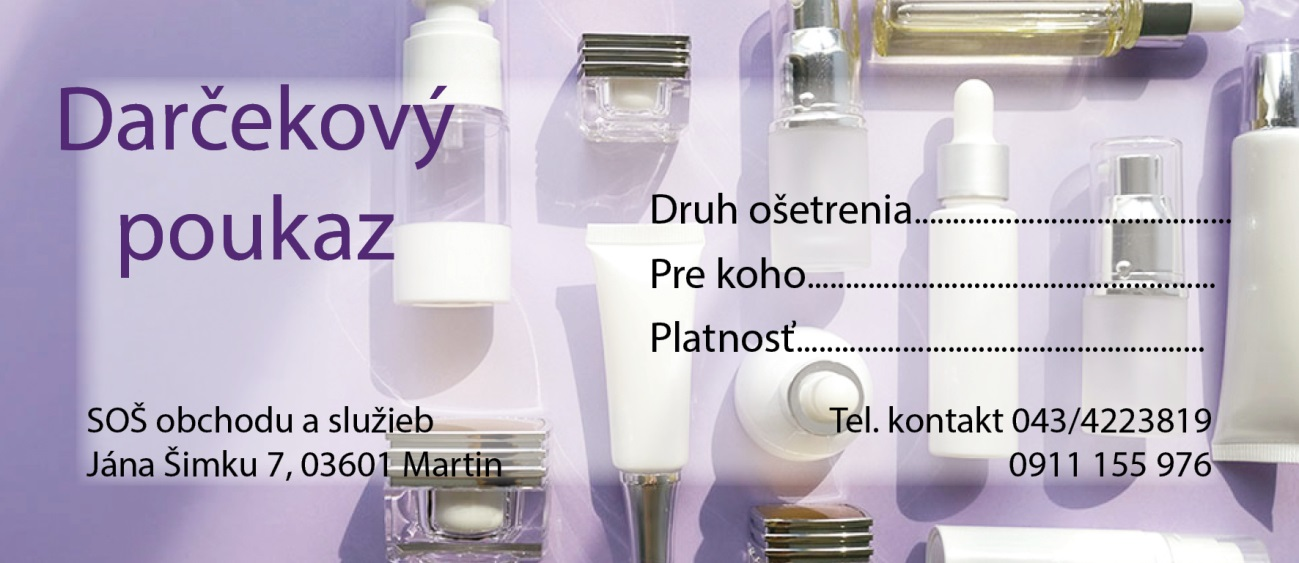 Darčekový
poukaz
Druh ošetrenia......................................................
Pre koho......................................................................
Platnosť......................................................................
SOŠ obchodu a služieb
Jána Šimku 7, 03601 Martin
Tel. kontakt 043/4223819
0911 155 976